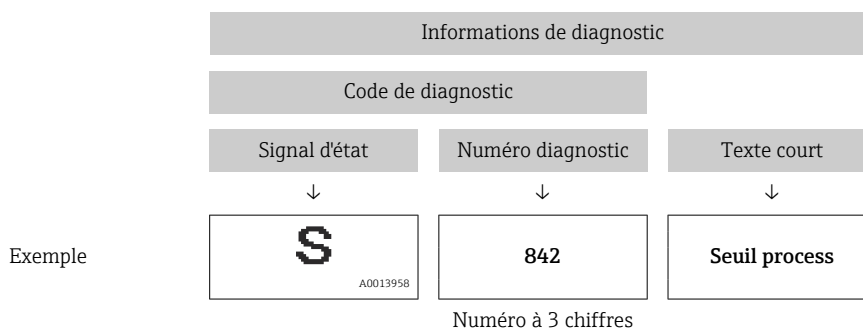 Informations de diagnostic
Code de diagnostic
Signal d'état Numéro diagnostic Texte court
↓ ↓ ↓
Exemple S 842 Seuil process
A0013958
Numéro à 3 chiffres